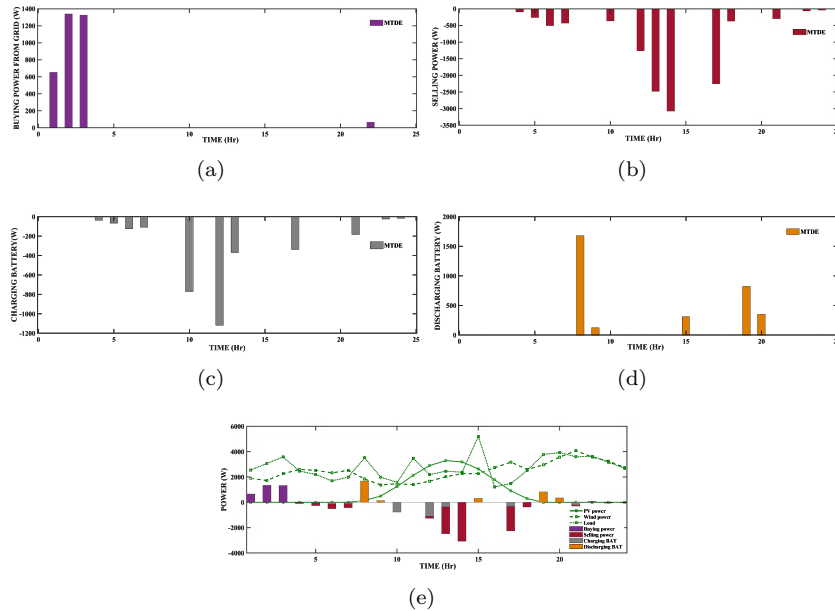 BUYING POWER FROM GRID (W)
1400
1200
1000
800
600
400
200
0
MTDE
0 5 10 15 20 25
TIME (Hr)
(a)
SELLING POWER (W)
0
-500
-1000
-1500
-2000
-2500
-3000
-3500
MTDE
0 5 10 15 20 25
TIME (Hr)
(b)
CHARGING BATTERY(W)
0
-200
-400
-600
-800
-1000
-1200
MTDE
0 5 10 15 20 25
TIME (Hr)
(c)
DISCHARGING BATTERY (W)
2000
1500
1000
500
0
MTDE
0 5 10 15 20 25
TIME (Hr)
(d)
POWER (W)
6000
4000
2000
0
-2000
-4000
PV power
Wind power
Load
Buying power
Selling power
Charging BAT
Discharging BAT
5 10 15 20
TIME (Hr)
(e)